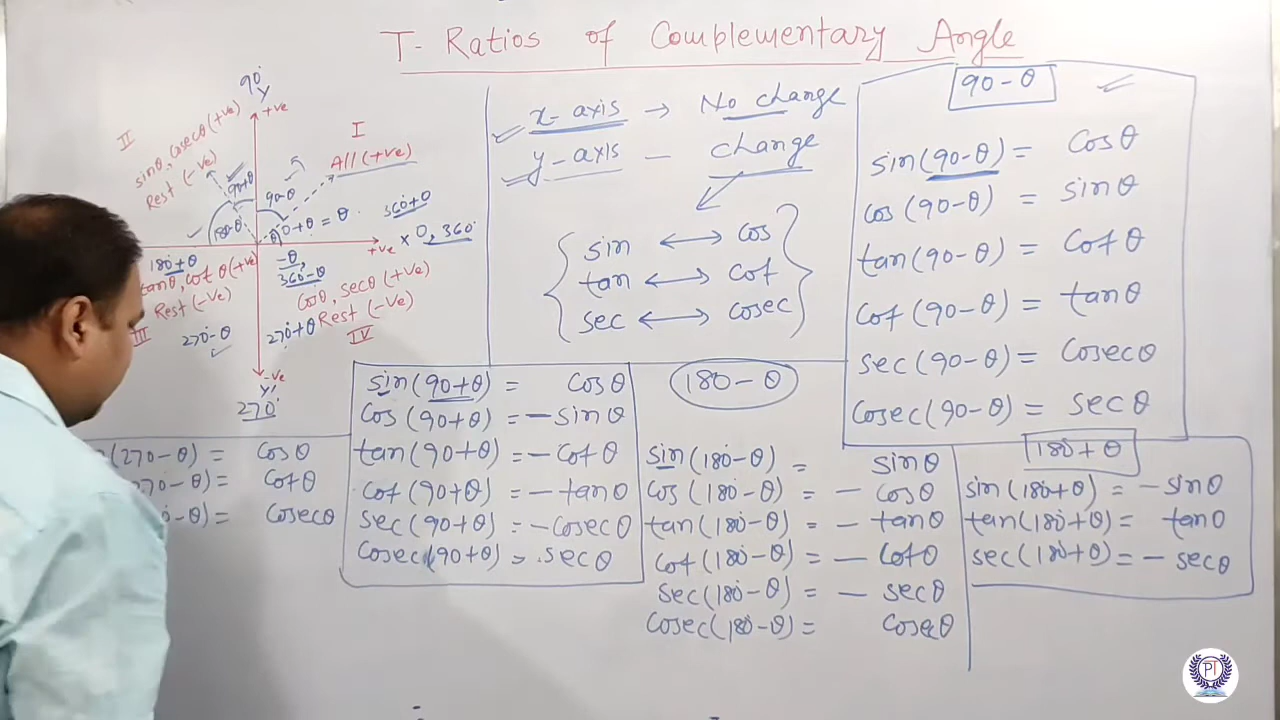 T- Ratios of Complementary Angle
90°
Y
+ve
II
sinθ, cosecθ (+ve)
Rest (-ve)
I
All (+ve)
90+θ
90-θ
180-θ
0+θ = θ
360+θ
× 0, 360°
+ve
180+θ
tanθ, cot θ (+ve)
Rest (-ve)
III
270-θ
θ
-θ
360-θ
cosθ, secθ (+ve)
Rest (-ve)
270+θ
IV
-ve
Y'
270°
x-axis → No change
y-axis - change
sin ↔ cos
tan ↔ cot
sec ↔ cosec
90-θ
sin(90-θ) = cosθ
cos(90-θ) = sinθ
tan(90-θ) = cotθ
cot(90-θ) = tanθ
sec(90-θ) = cosecθ
cosec(90-θ) = secθ
(270-θ) = cosθ
270-θ) = cotθ
-θ) = cosecθ
sin(90+θ) = cosθ
cos(90+θ) = -sinθ
tan(90+θ) = -cotθ
cot(90+θ) = -tanθ
sec(90+θ) = -cosecθ
cosec(90+θ) = secθ
180-θ
sin(180-θ) = sinθ
cos(180-θ) = - cosθ
tan(180-θ) = - tanθ
cot(180-θ) = - cotθ
sec(180-θ) = - secθ
cosec(180-θ) = cosecθ
180+θ
sin(180+θ) = -sinθ
tan(180+θ) = tanθ
sec(180+θ) = - secθ
PT